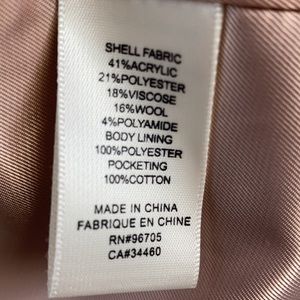 SHELL FABRIC
41%ACRYLIC
21%POLYESTER
18%VISCOSE
16%WOOL
4%POLYAMIDE
BODY LINING
100%POLYESTER
POCKETING
100%COTTON
MADE IN CHINA
FABRIQUE EN CHINE
RN#96705
CA#34460